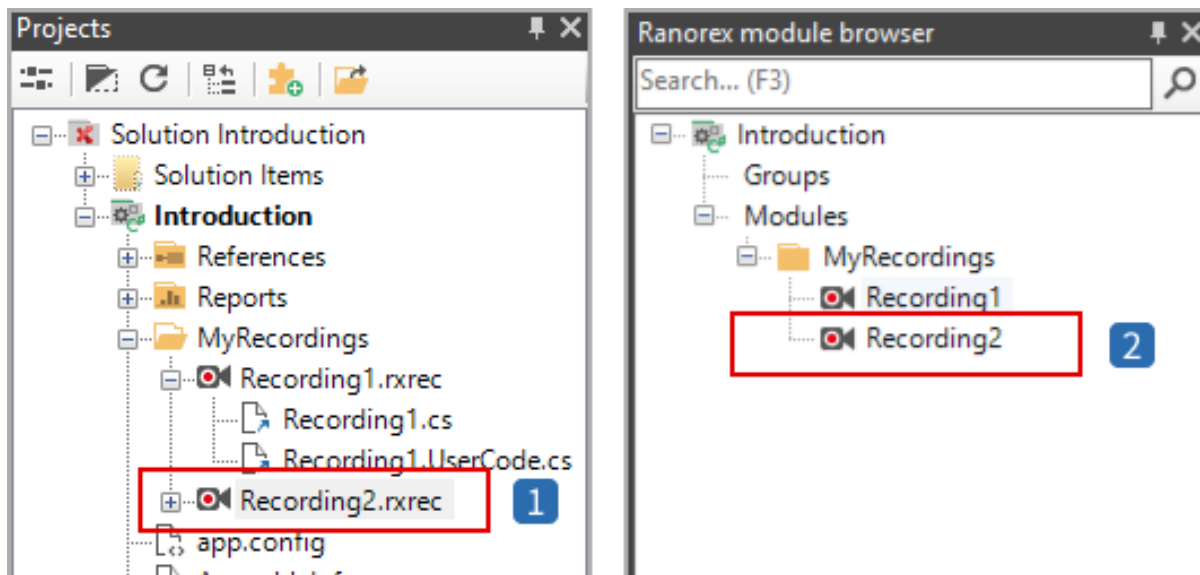 Projects
Solution Introduction
Solution Items
Introduction
References
Reports
MyRecordings
Recording1.rxrec
Recording1.cs
Recording1.UserCode.cs
Recording2.rxrec
1
app.config
Ranorex module browser
Search... (F3)
Introduction
Groups
Modules
MyRecordings
Recording1
Recording2
2